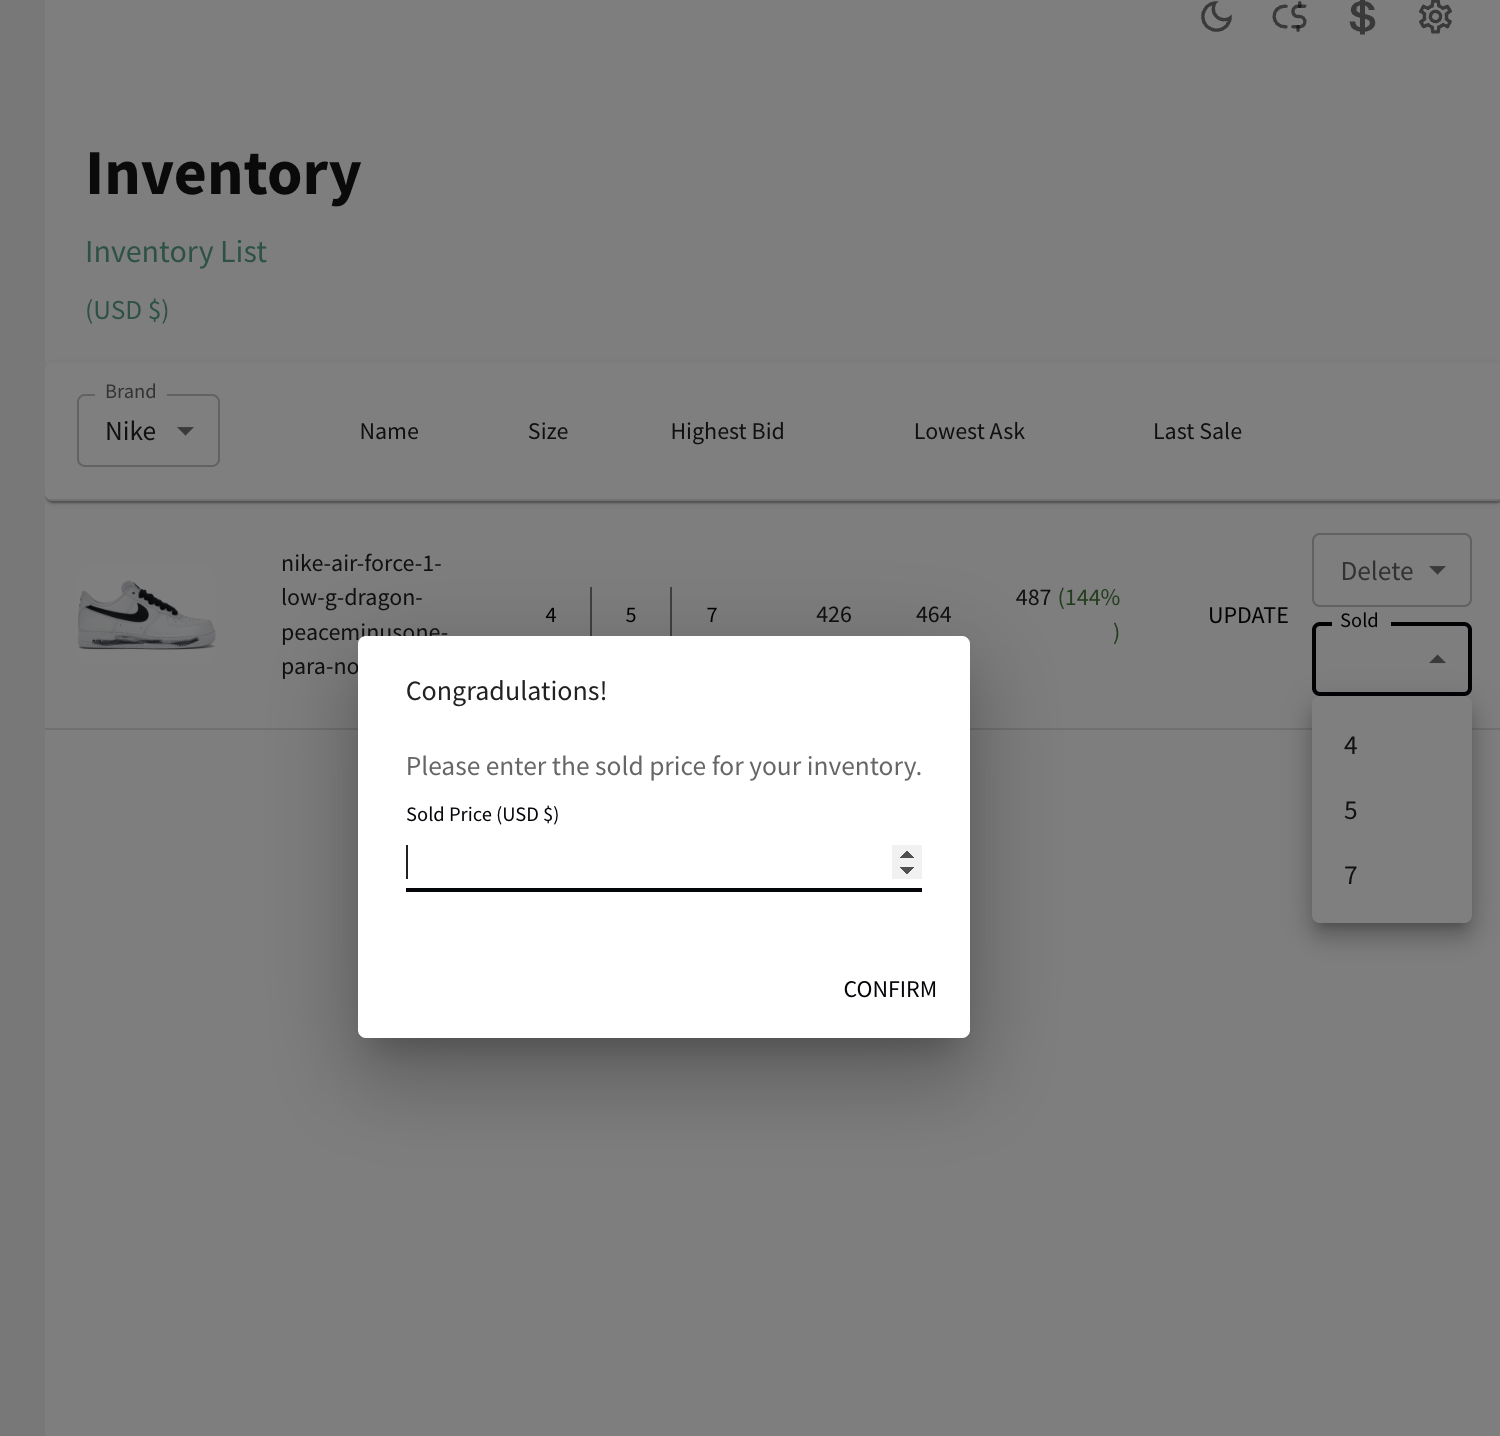 C$ $
Inventory
Inventory List
(USD $)
Brand
Nike
Name Size Highest Bid Lowest Ask Last Sale
nike-air-force-1-
low-g-dragon-
peaceminusone-
para-no
4 5 7 426 464
487 (144%
)
UPDATE
Delete
Sold
4
5
7
Congradulations!
Please enter the sold price for your inventory.
Sold Price (USD $)
CONFIRM